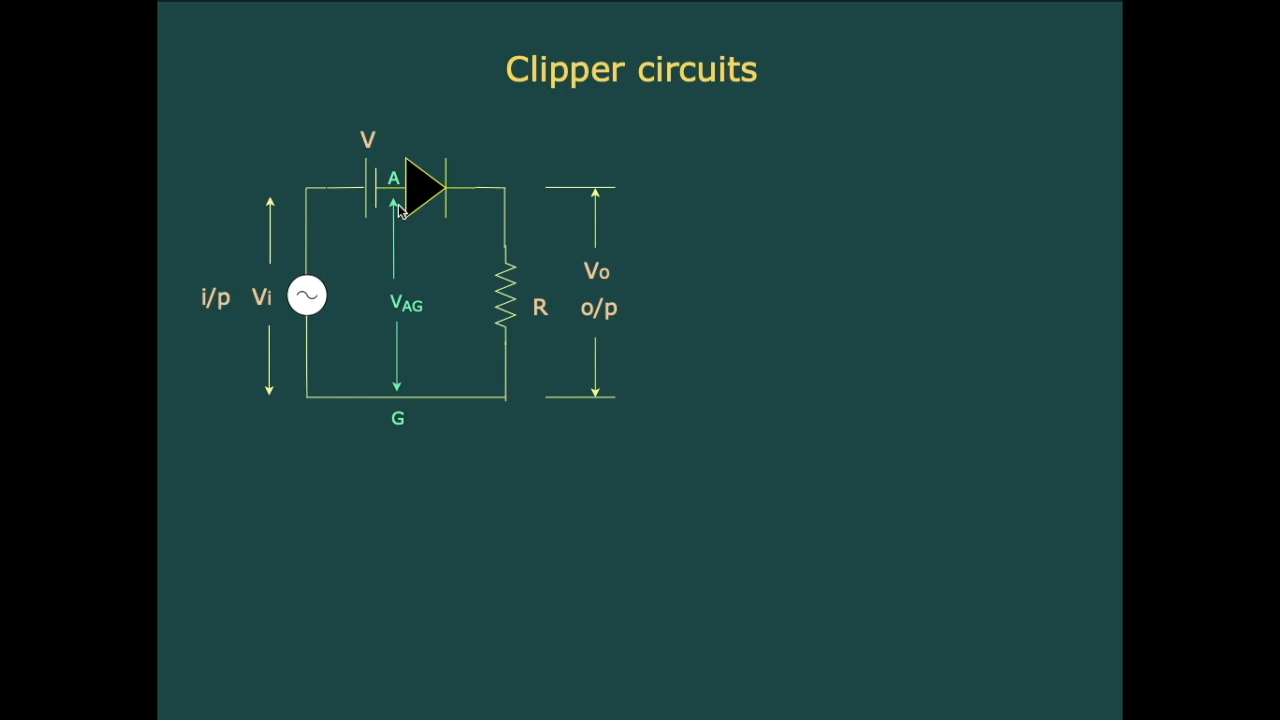 Clipper circuits
V
A
i/p Vi
VAG
R
Vo
o/p
G